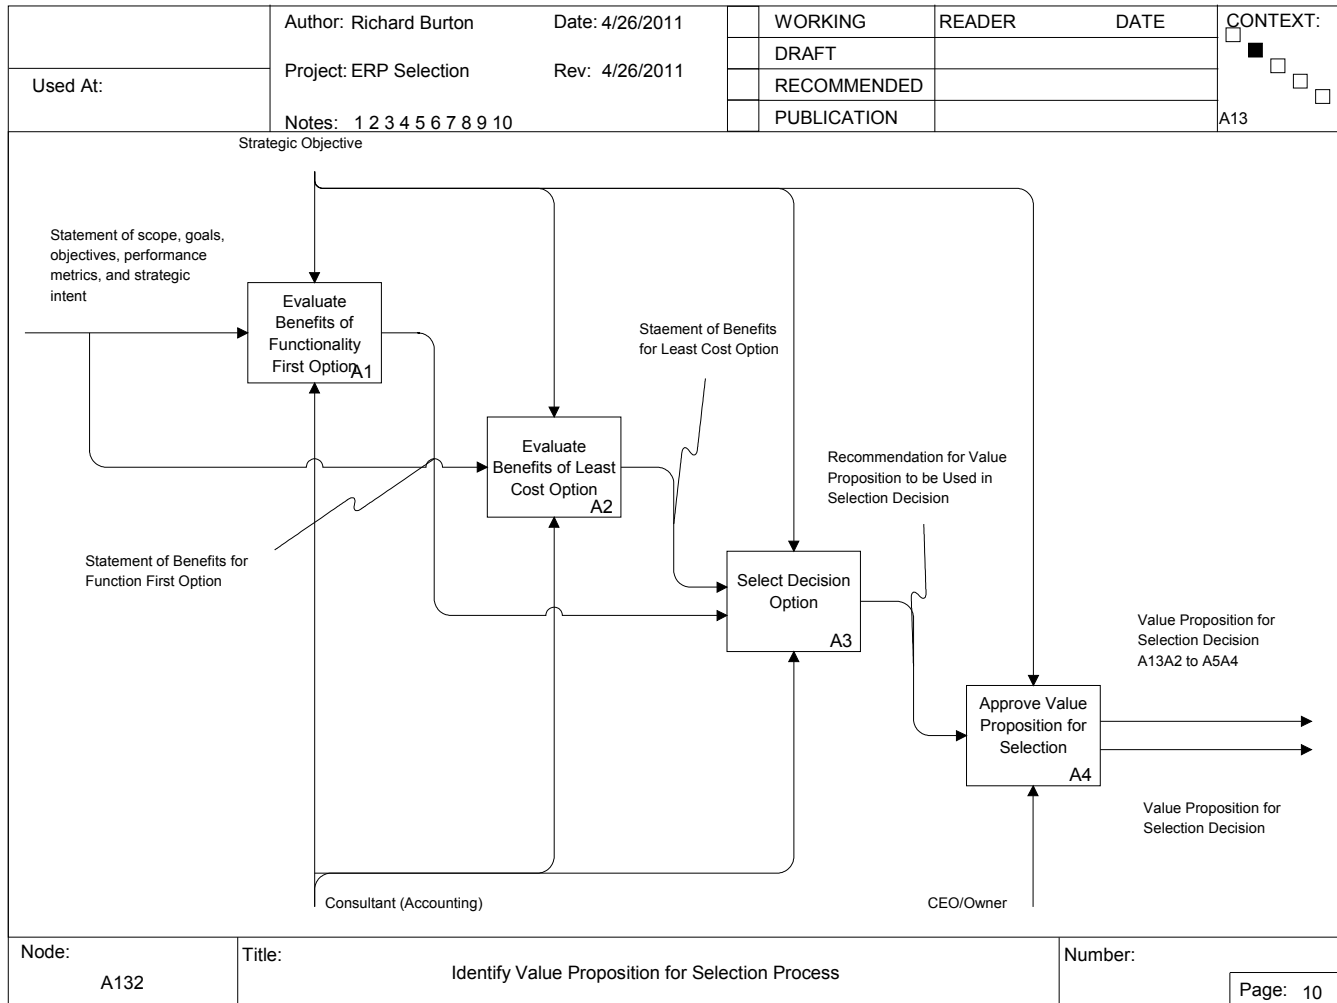 Used At:
Author: Richard Burton
Date: 4/26/2011
Project: ERP Selection
Rev: 4/26/2011
Notes: 1 2 3 4 5 6 7 8 9 10
WORKING
DRAFT
RECOMMENDED
PUBLICATION
READER
DATE
CONTEXT:
A13
Strategic Objective
Statement of scope, goals,
objectives, performance
metrics, and strategic
intent
Evaluate
Benefits of
Functionality
First Option
A1
Staement of Benefits
for Least Cost Option
Evaluate
Benefits of Least
Cost Option
A2
Recommendation for Value
Proposition to be Used in
Selection Decision
Statement of Benefits for
Function First Option
Select Decision
Option
A3
Value Proposition for
Selection Decision
A13A2 to A5A4
Approve Value
Proposition for
Selection
A4
Value Proposition for
Selection Decision
Consultant (Accounting)
CEO/Owner
Node:
A132
Title:
Identify Value Proposition for Selection Process
Number:
Page: 10